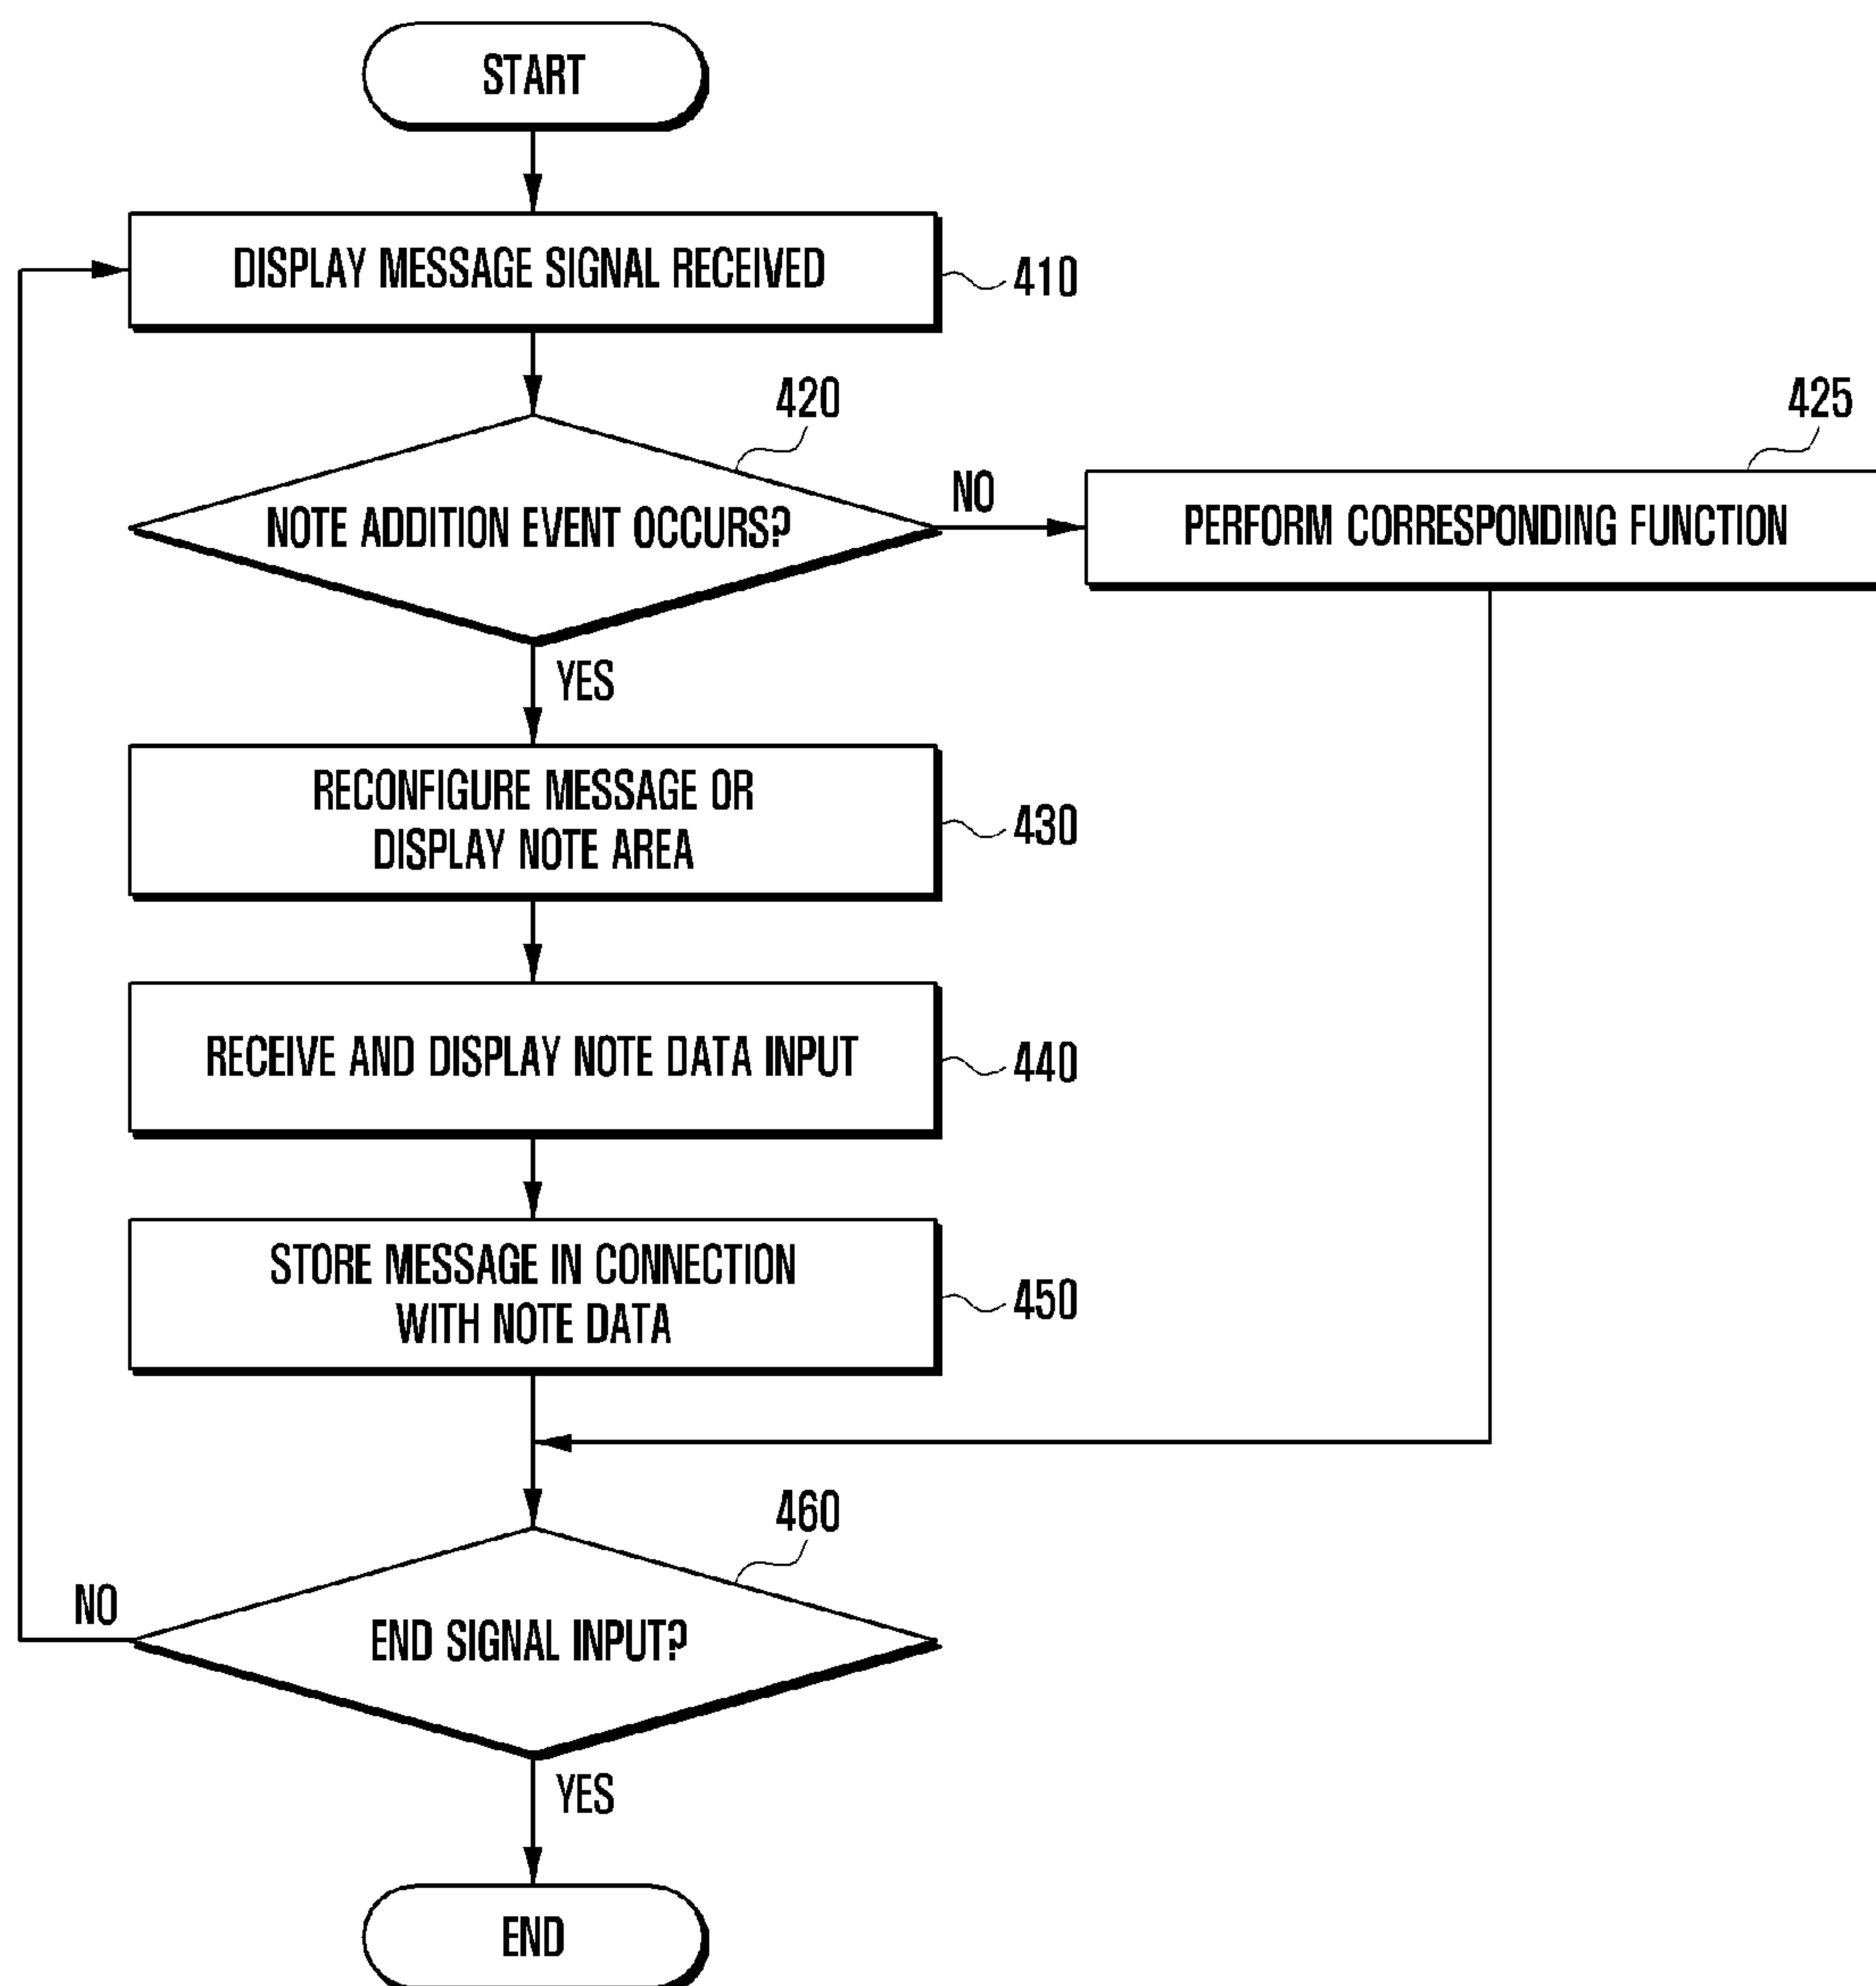 START
DISPLAY MESSAGE SIGNAL RECEIVED
410
420
425
NOTE ADDITION EVENT OCCURS?
NO
PERFORM CORRESPONDING FUNCTION
YES
RECONFIGURE MESSAGE OR
DISPLAY NOTE AREA
430
RECEIVE AND DISPLAY NOTE DATA INPUT
440
STORE MESSAGE IN CONNECTION
WITH NOTE DATA
450
460
NO
END SIGNAL INPUT?
YES
END